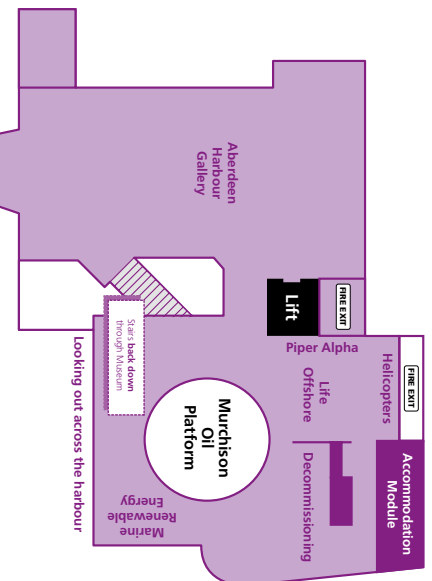 Aberdeen
Harbour
Gallery
FIRE EXIT
Lift
FIRE EXIT
Piper Alpha
Helicopters
Life
Offshore
Stairs back down
through Museum
Looking out across the harbour
Murchison
Oil
Platform
Decommissioning
Accommodation
Module
Marine
Renewable
Energy